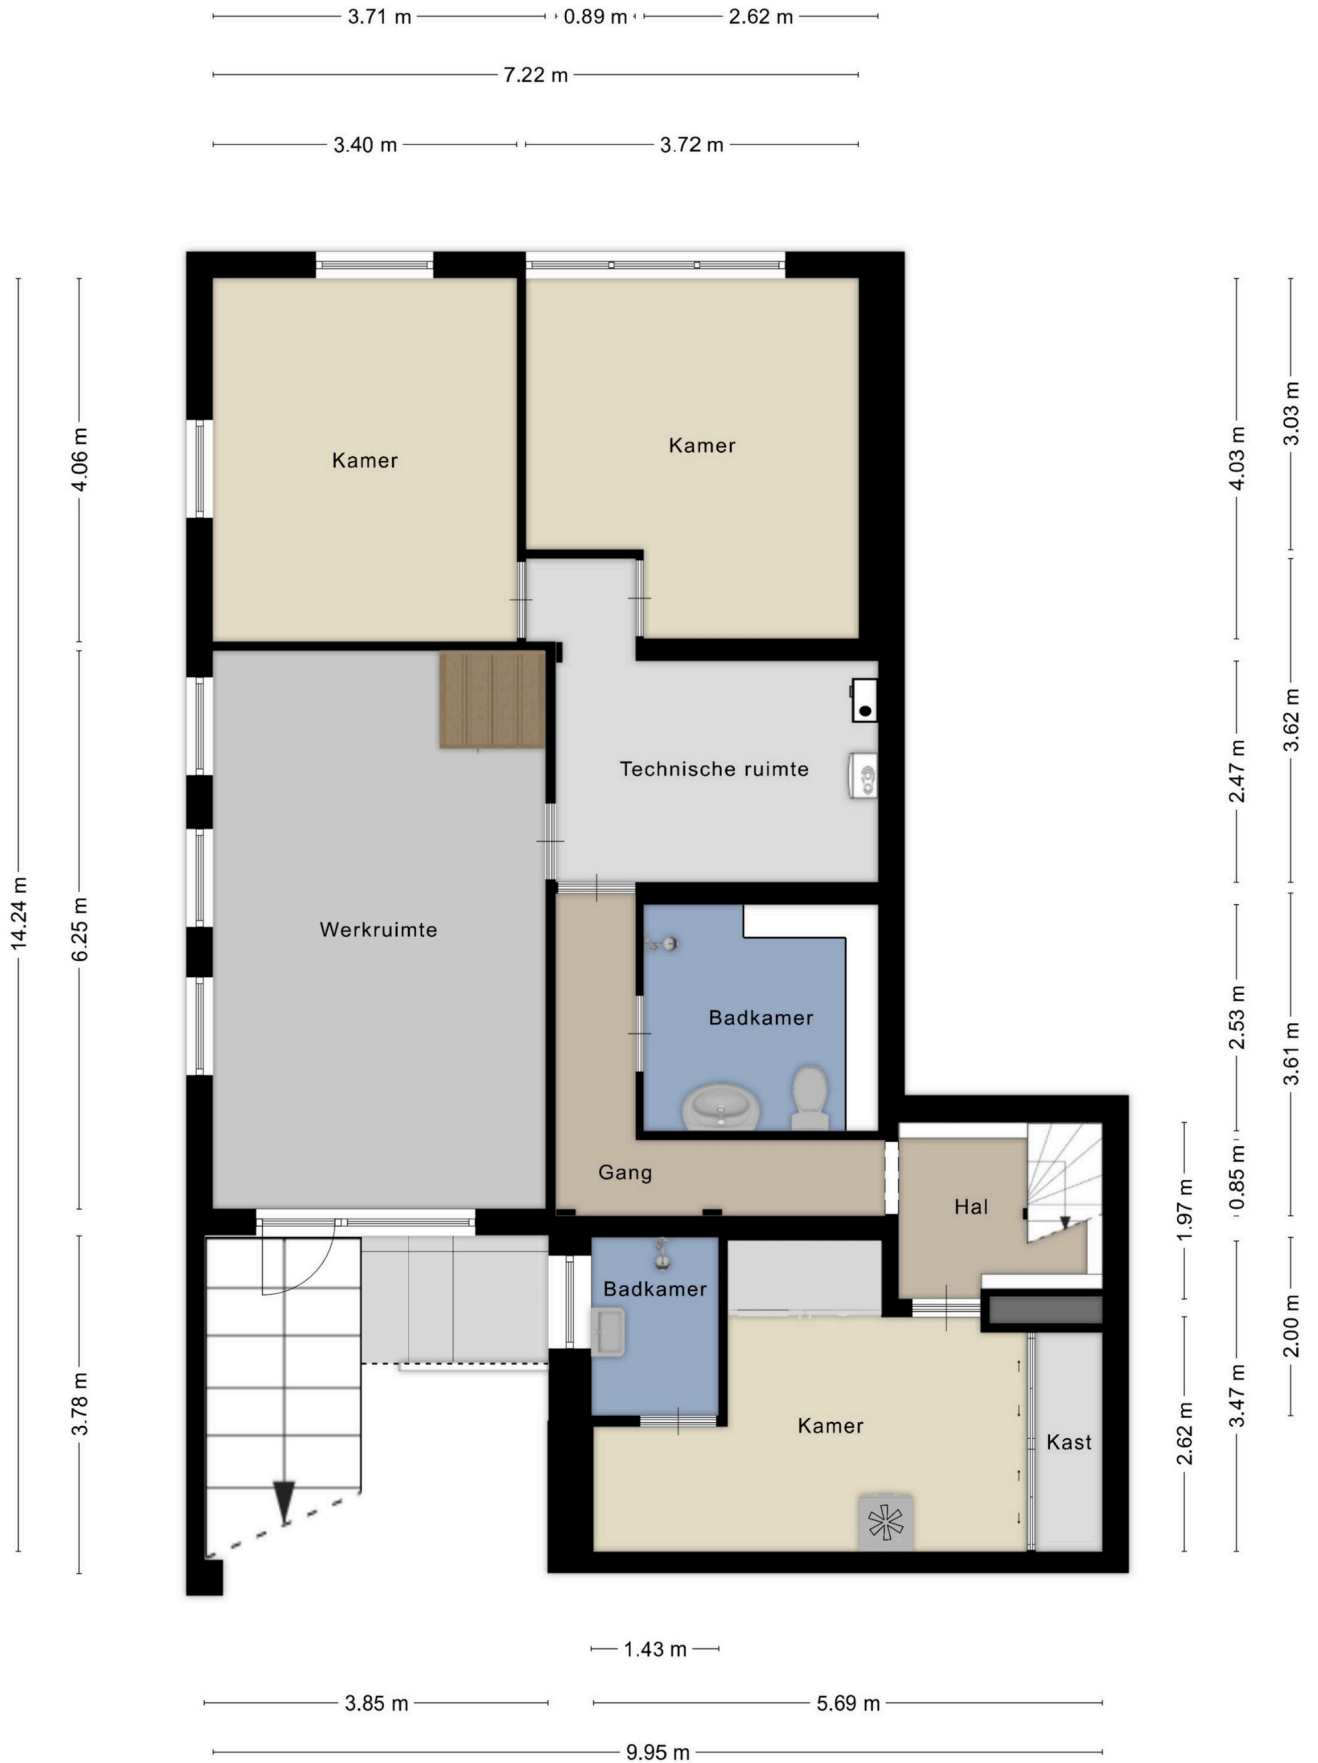 3.71 m
0.89 m
2.62 m
7.22 m
3.40 m
3.72 m
Kamer
Kamer
4.06 m
4.03 m
3.03 m
Technische ruimte
2.47 m
3.62 m
14.24 m
6.25 m
Werkruimte
Badkamer
2.53 m
3.61 m
Gang
Hal
1.97 m
0.85 m
Badkamer
2.00 m
3.78 m
Kamer
Kast
2.62 m
3.47 m
1.43 m
3.85 m
5.69 m
9.95 m